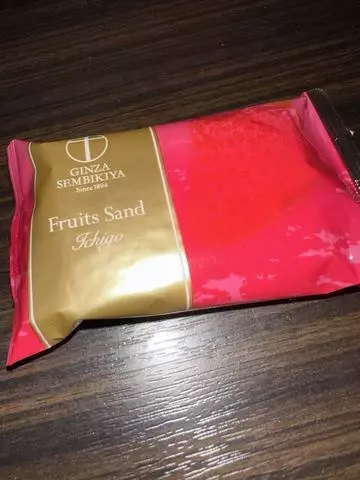 GINZA
SEMBIKIYA
Since 1894
Fruits Sand
Ichigo